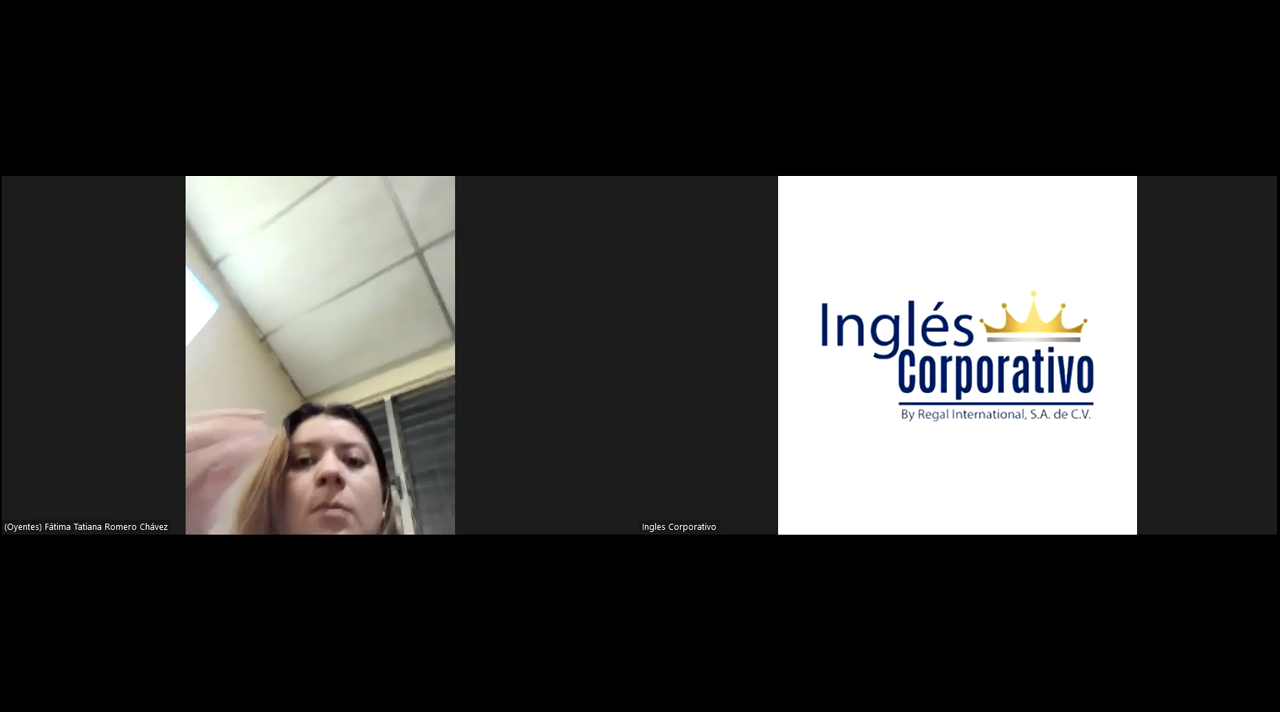 Inglés
Corporativo
By Regal International, S.A. de C.V.
(Oyentes) Fátima Tatiana Romero Chávez
Ingles Corporativo